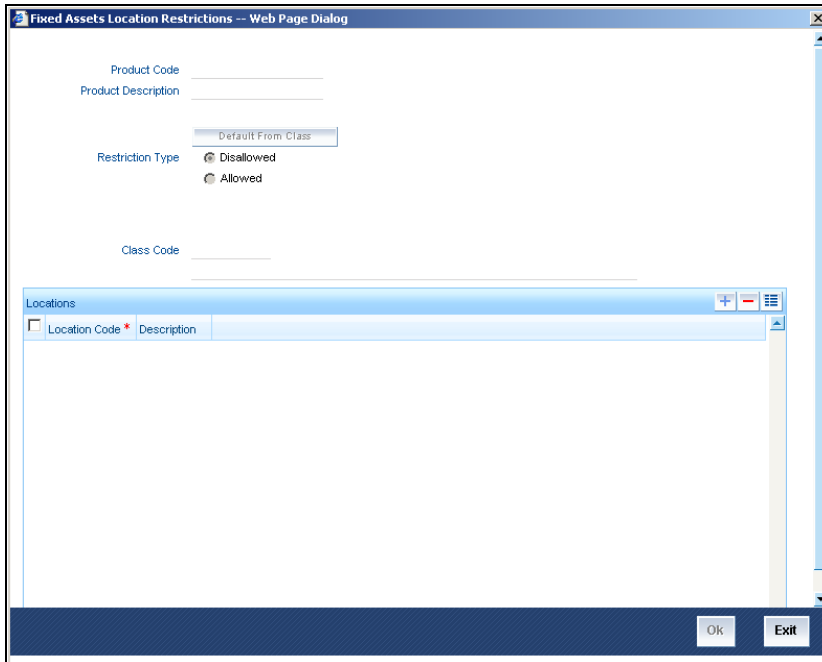 Fixed Assets Location Restrictions -- Web Page Dialog
Product Code
Product Description
Default From Class
Restriction Type Disallowed
Allowed
Class Code
Locations
Location Code * Description
Ok Exit